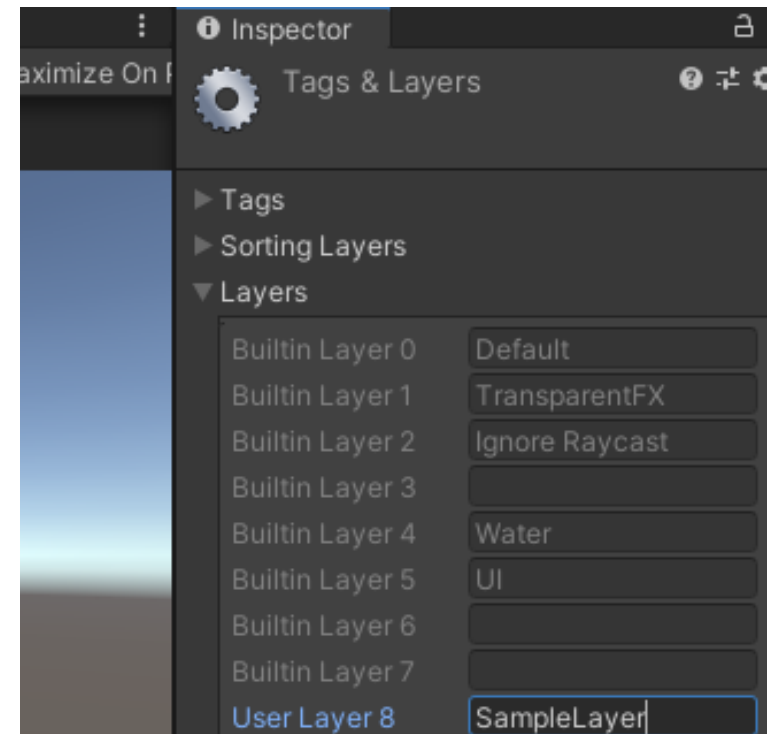 Inspector
aximize On
Tags & Layers
Tags
Sorting Layers
Layers
Builtin Layer 0 Default
Builtin Layer 1 TransparentFX
Builtin Layer 2 Ignore Raycast
Builtin Layer 3
Builtin Layer 4 Water
Builtin Layer 5 UI
Builtin Layer 6
Builtin Layer 7
User Layer 8 SampleLayer